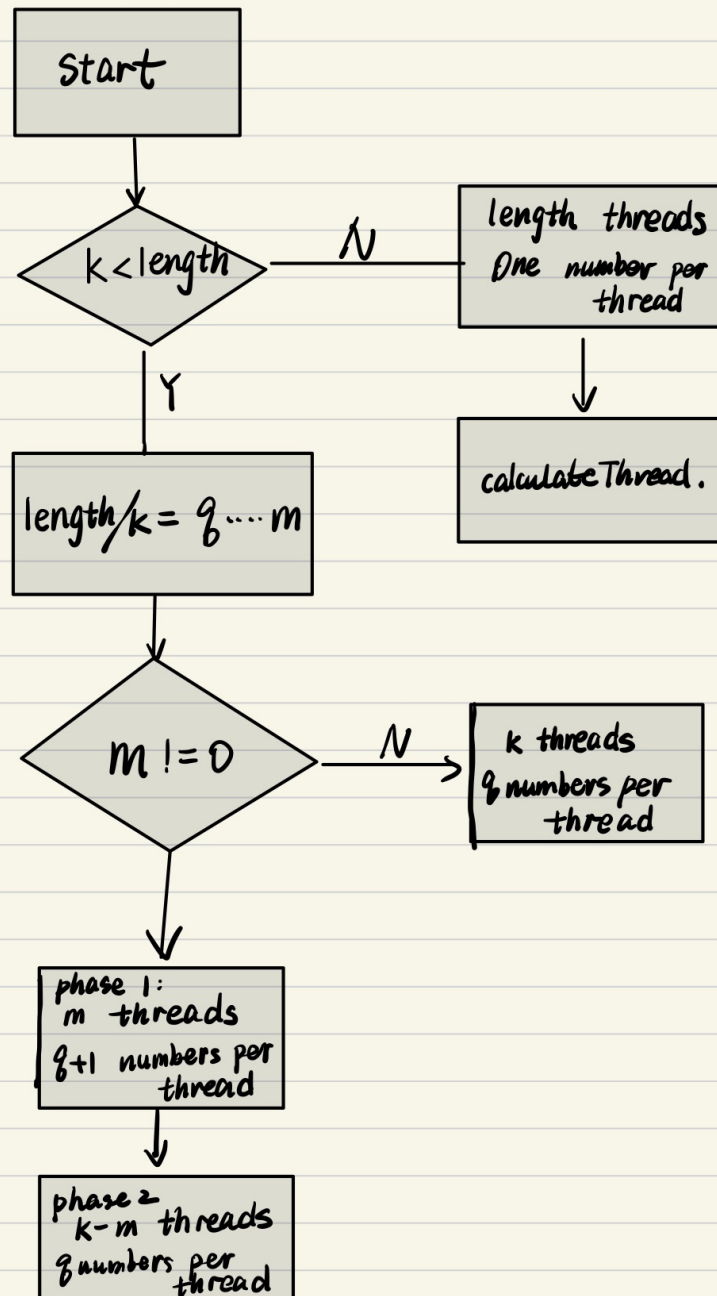 start
k < length
N
length threads
One number per
thread
Y
calculateThread.
length/k = q ····· m
m != 0
N
k threads
q numbers per
thread
phase 1:
m threads
q+1 numbers per
thread
phase 2
k-m threads
q numbers per
thread